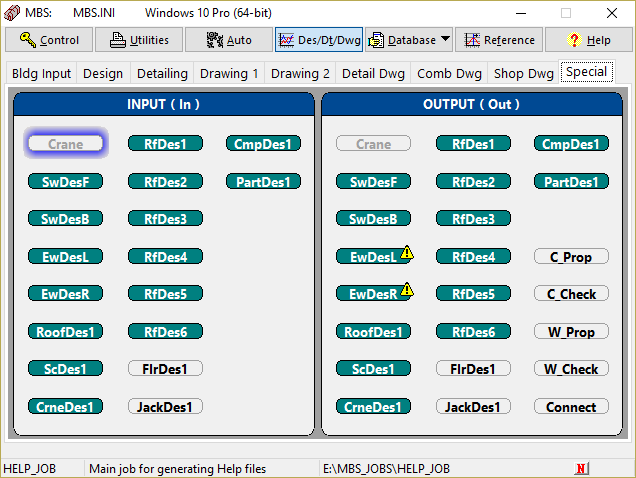 MBS: MBS.INI Windows 10 Pro (64-bit)
Control Utilities Auto Des/Dt/Dwg Database Reference Help
Bldg Input Design Detailing Drawing 1 Drawing 2 Detail Dwg Comb Dwg Shop Dwg Special
INPUT ( In )
Crane RfDes1 CmpDes1
SwDesF RfDes2 PartDes1
SwDesB RfDes3
EwDesL RfDes4
EwDesR RfDes5
RoofDes1 RfDes6
ScDes1 FlrDes1
CrneDes1 JackDes1
OUTPUT ( Out )
Crane RfDes1 CmpDes1
SwDesF RfDes2 PartDes1
SwDesB RfDes3
EwDesL RfDes4 C_Prop
EwDesR RfDes5 C_Check
RoofDes1 RfDes6 W_Prop
ScDes1 FlrDes1 W_Check
CrneDes1 JackDes1 Connect
HELP_JOB Main job for generating Help files E:\MBS_JOBS\HELP_JOB N